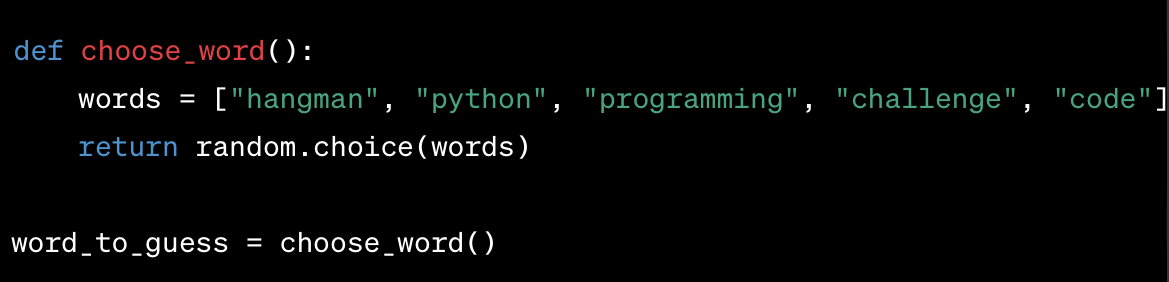 def choose_word():
    words = ["hangman", "python", "programming", "challenge", "code"]
    return random.choice(words)
word_to_guess = choose_word()